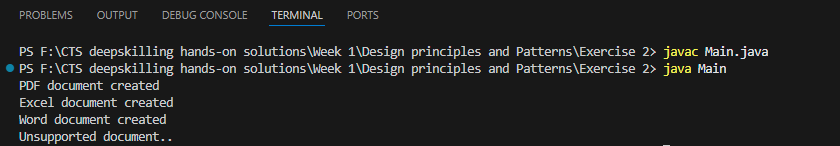 PROBLEMS OUTPUT DEBUG CONSOLE TERMINAL PORTS
PS F:\CTS deepskilling hands-on solutions\Week 1\Design principles and Patterns\Exercise 2> javac Main.java
PS F:\CTS deepskilling hands-on solutions\Week 1\Design principles and Patterns\Exercise 2> java Main
PDF document created
Excel document created
Word document created
Unsupported document..